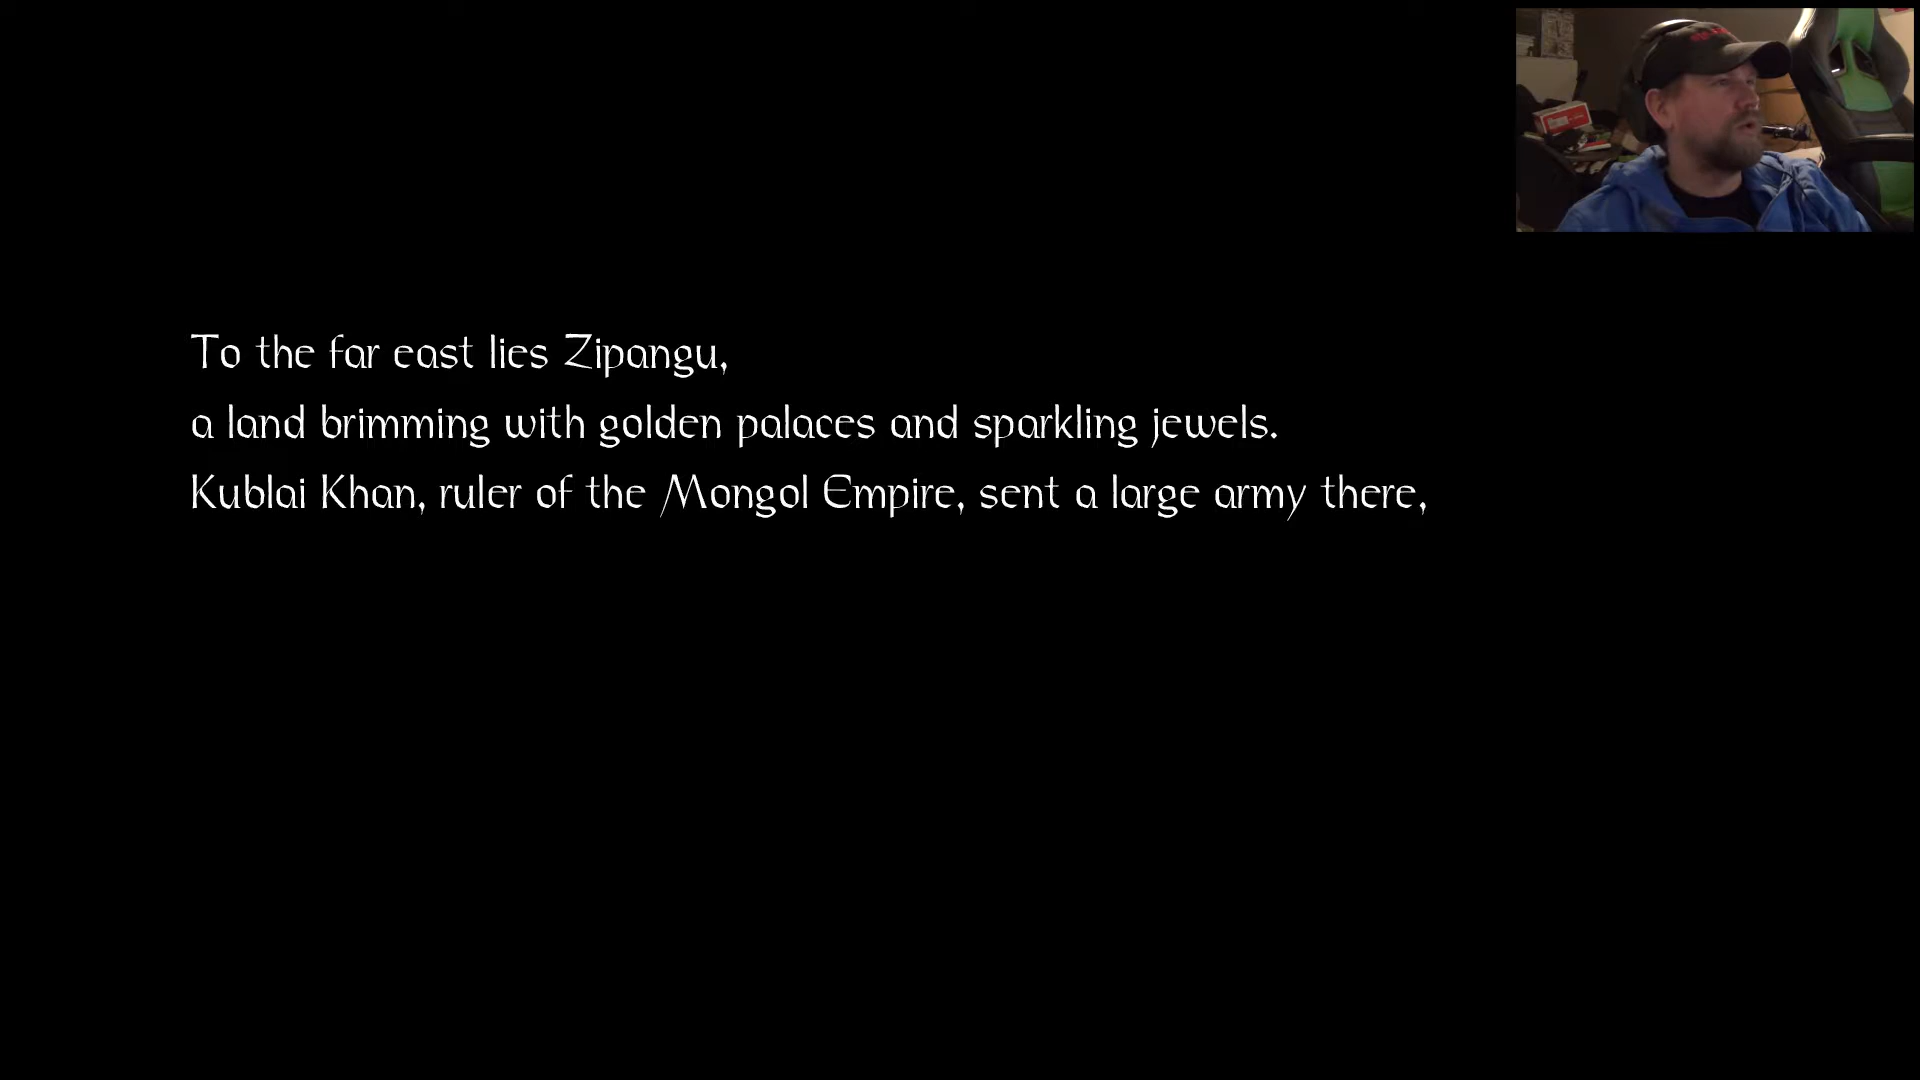 To the far east lies Zipangu,
a land brimming with golden palaces and sparkling jewels.
Kublai Khan, ruler of the Mongol Empire, sent a large army there,